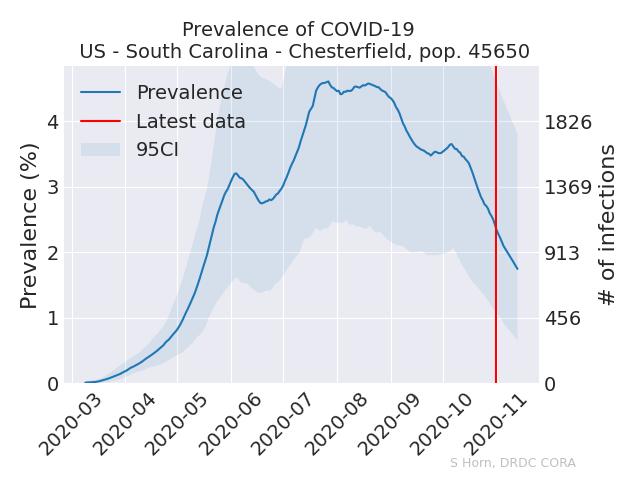 Prevalence of COVID-19
US - South Carolina - Chesterfield, pop. 45650
Prevalence
Latest data
95CI
Prevalence (%)
4
3
2
1
0
1826
1369
913
456
0
# of infections
2020-03
2020-04
2020-05
2020-06
2020-07
2020-08
2020-09
2020-10
2020-11
S Horn, DRDC CORA